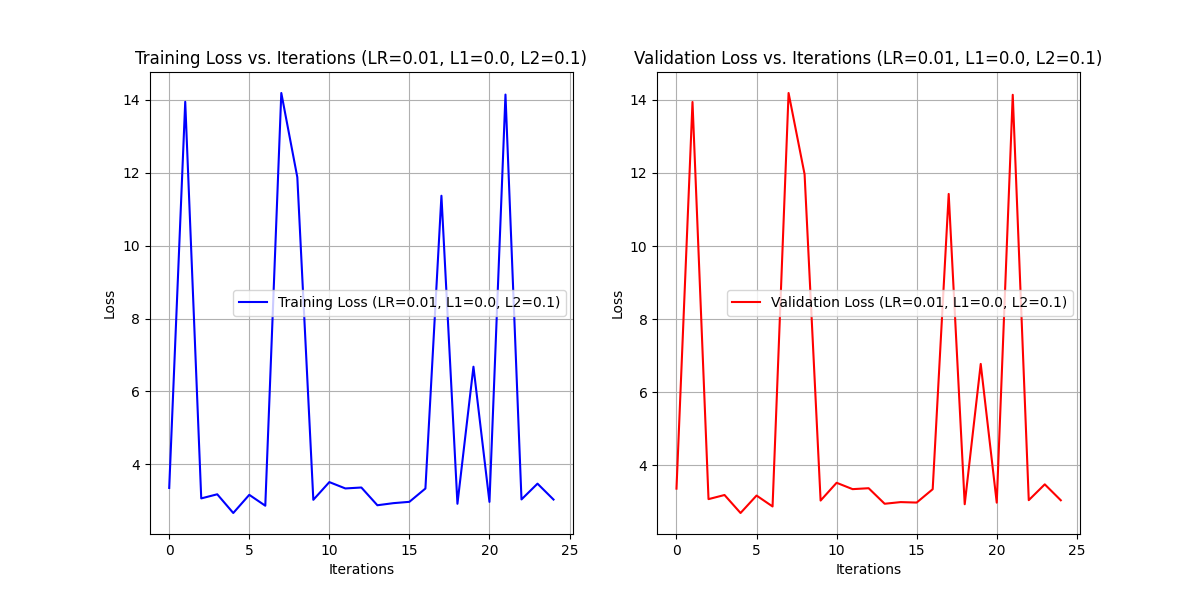 Training Loss vs. Iterations (LR=0.01, L1=0.0, L2=0.1)
14
12
10
8
6
4
Loss
Training Loss (LR=0.01, L1=0.0, L2=0.1)
0 5 10 15 20 25
Iterations
Validation Loss vs. Iterations (LR=0.01, L1=0.0, L2=0.1)
14
12
10
8
6
4
Loss
Validation Loss (LR=0.01, L1=0.0, L2=0.1)
0 5 10 15 20 25
Iterations